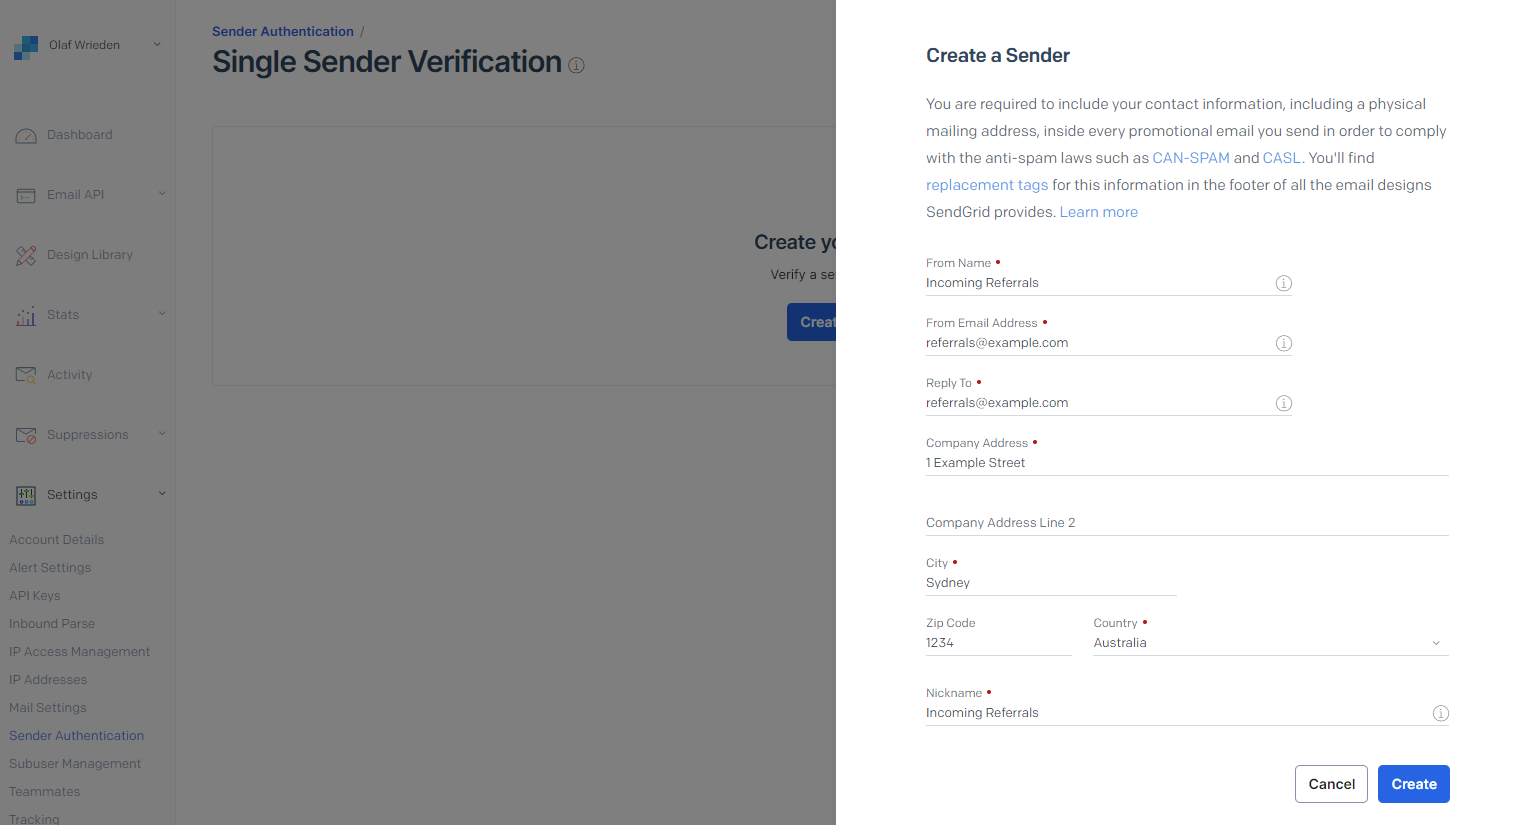 Olaf Wrieden
Dashboard
Email API
Design Library
Stats
Activity
Suppressions
Settings
Account Details
Alert Settings
API Keys
Inbound Parse
IP Access Management
IP Addresses
Mail Settings
Sender Authentication
Subuser Management
Teammates
Tracking
Sender Authentication /
Single Sender Verification
Create yo
Verify a se
Creat
Create a Sender
You are required to include your contact information, including a physical
mailing address, inside every promotional email you send in order to comply
with the anti-spam laws such as CAN-SPAM and CASL. You'll find
replacement tags for this information in the footer of all the email designs
SendGrid provides. Learn more
From Name •
Incoming Referrals
From Email Address •
referrals@example.com
Reply To •
referrals@example.com
Company Address •
1 Example Street
Company Address Line 2
City •
Sydney
Zip Code
1234
Country •
Australia
Nickname •
Incoming Referrals
Cancel
Create